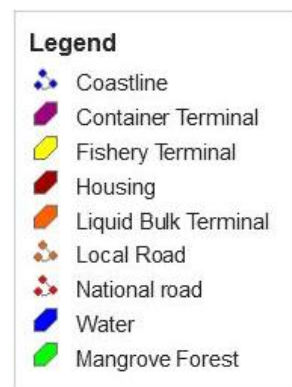 Legend
Coastline
Container Terminal
Fishery Terminal
Housing
Liquid Bulk Terminal
Local Road
National road
Water
Mangrove Forest